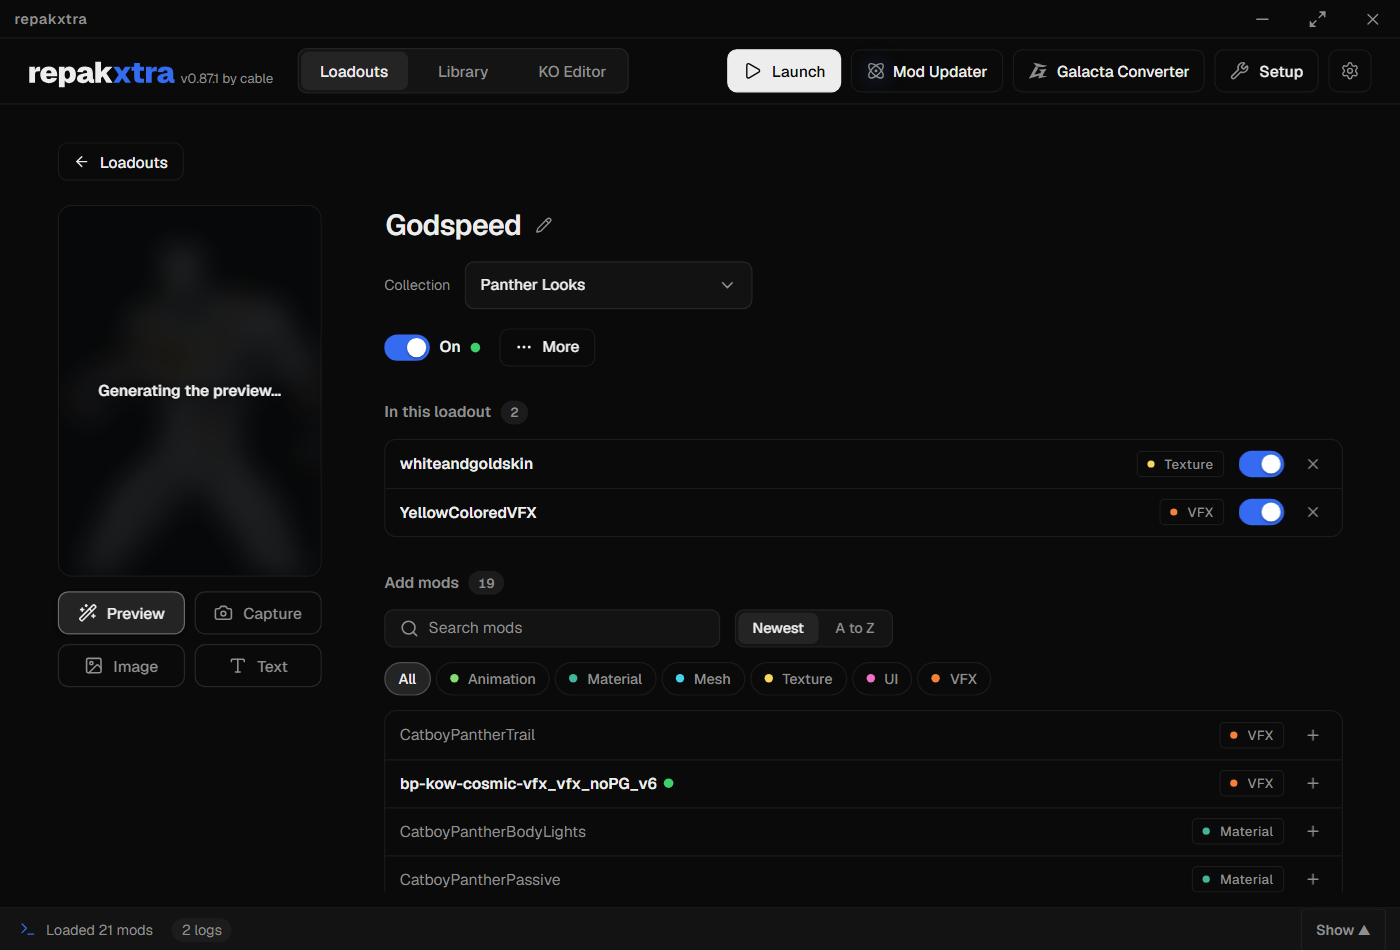 repakxtra
repakxtra v0.87.1 by cable
Loadouts
Library
KO Editor
Launch
Mod Updater
Galacta Converter
Setup
Loadouts
Generating the preview...
Preview
Capture
Image
Text
Godspeed
Collection
Panther Looks
On
More
In this loadout 2
whiteandgoldskin
Texture
YellowColoredVFX
VFX
Add mods 19
Search mods
Newest
A to Z
All
Animation
Material
Mesh
Texture
UI
VFX
CatboyPantherTrail
VFX
bp-kow-cosmic-vfx_vfx_noPG_v6
VFX
CatboyPantherBodyLights
Material
CatboyPantherPassive
Material
Loaded 21 mods
2 logs
Show